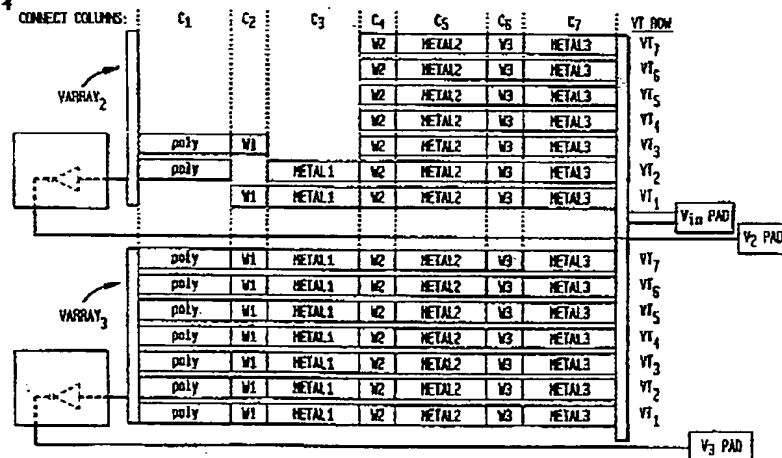 4
CONNECT COLUMNS: C1 C2 C3 C4 C5 C6 C7 VT ROW
W2 METAL2 W3 METAL3 VT7
VARRAY2
W2 METAL2 W3 METAL3 VT6
W2 METAL2 W3 METAL3 VT5
W2 METAL2 W3 METAL3 VT4
poly W1 W2 METAL2 W3 METAL3 VT3
poly METAL1 W2 METAL2 W3 METAL3 VT2
W1 METAL1 W2 METAL2 W3 METAL3 VT1
Vin PAD
V2 PAD
poly W1 METAL1 W2 METAL2 W3 METAL3 VT7
poly W1 METAL1 W2 METAL2 W3 METAL3 VT6
VARRAY3
poly W1 METAL1 W2 METAL2 W3 METAL3 VT5
poly W1 METAL1 W2 METAL2 W3 METAL3 VT4
poly W1 METAL1 W2 METAL2 W3 METAL3 VT3
poly W1 METAL1 W2 METAL2 W3 METAL3 VT2
poly W1 METAL1 W2 METAL2 W3 METAL3 VT1
V3 PAD